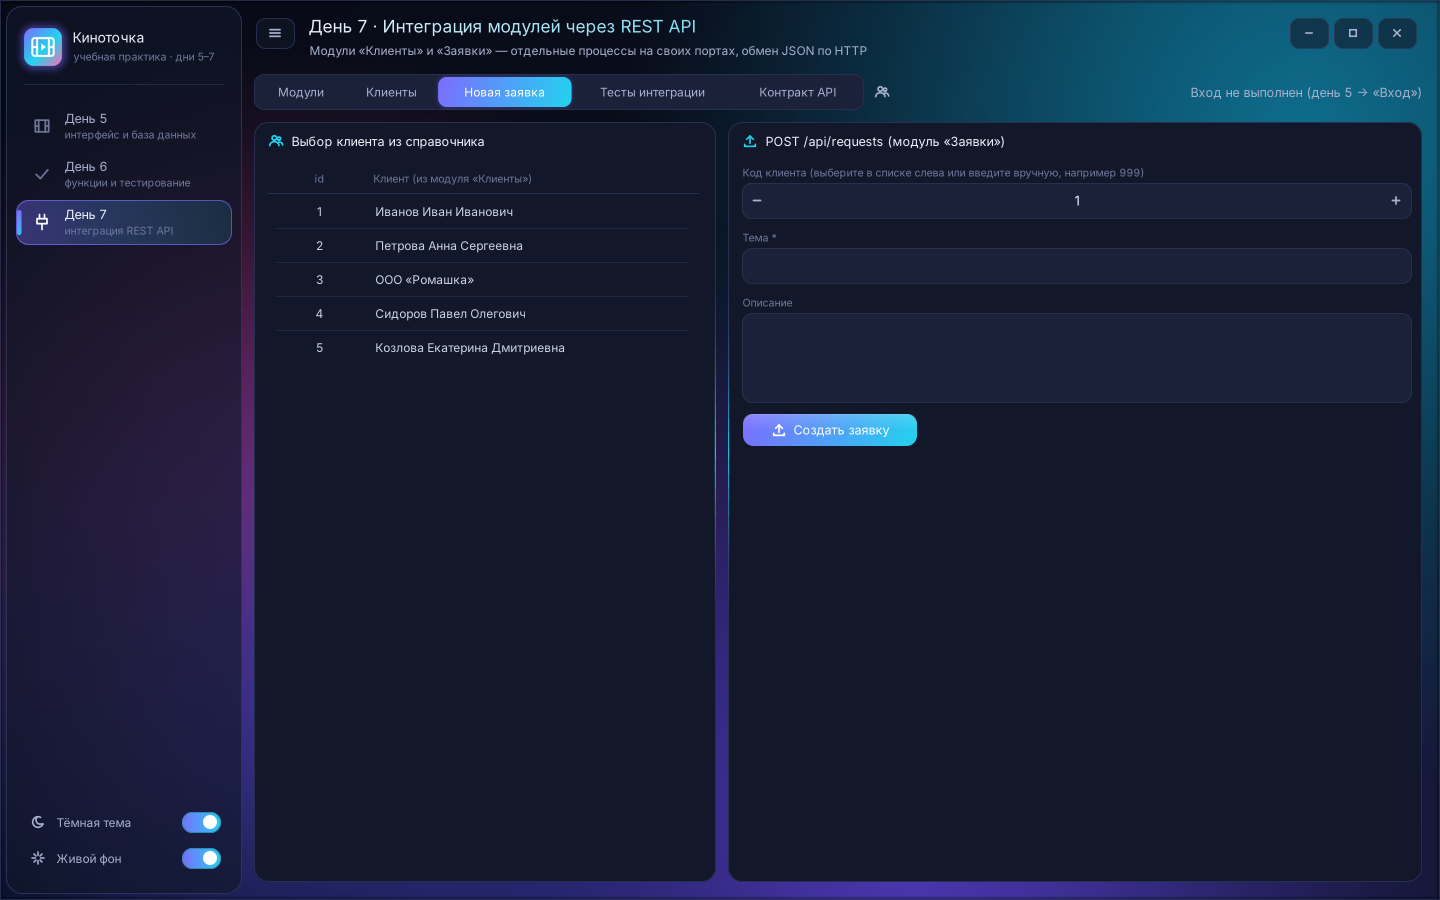 Киноточка
учебная практика · дни 5–7
День 5
интерфейс и база данных
День 6
функции и тестирование
День 7
интеграция REST API
Тёмная тема
Живой фон
День 7 · Интеграция модулей через REST API
Модули «Клиенты» и «Заявки» — отдельные процессы на своих портах, обмен JSON по HTTP
Модули Клиенты Новая заявка Тесты интеграции Контракт API
Вход не выполнен (день 5 → «Вход»)
Выбор клиента из справочника
id Клиент (из модуля «Клиенты»)
1 Иванов Иван Иванович
2 Петрова Анна Сергеевна
3 ООО «Ромашка»
4 Сидоров Павел Олегович
5 Козлова Екатерина Дмитриевна
POST /api/requests (модуль «Заявки»)
Код клиента (выберите в списке слева или введите вручную, например 999)
− 1 +
Тема *
Описание
Создать заявку